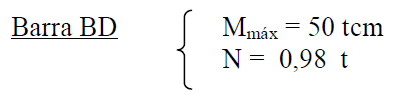 Barra BD
Mmáx = 50 tcm
N = 0,98 t